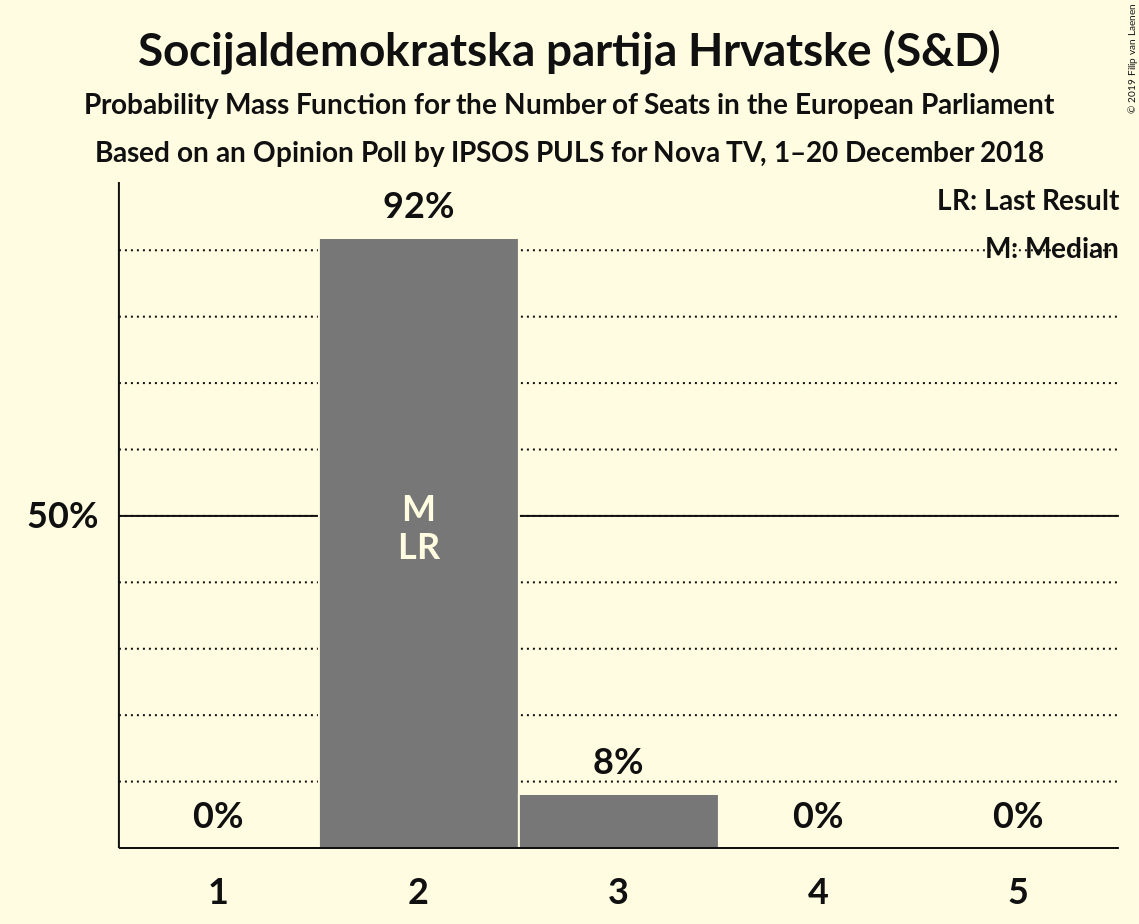 Socijaldemokratska partija Hrvatske (S&D)
Probability Mass Function for the Number of Seats in the European Parliament
Based on an Opinion Poll by IPSOS PULS for Nova TV, 1–20 December 2018
© 2019 Filip van Laenen
LR: Last Result
M: Median
92%
50%
M
LR
8%
0%
0%
0%
1
2
3
4
5